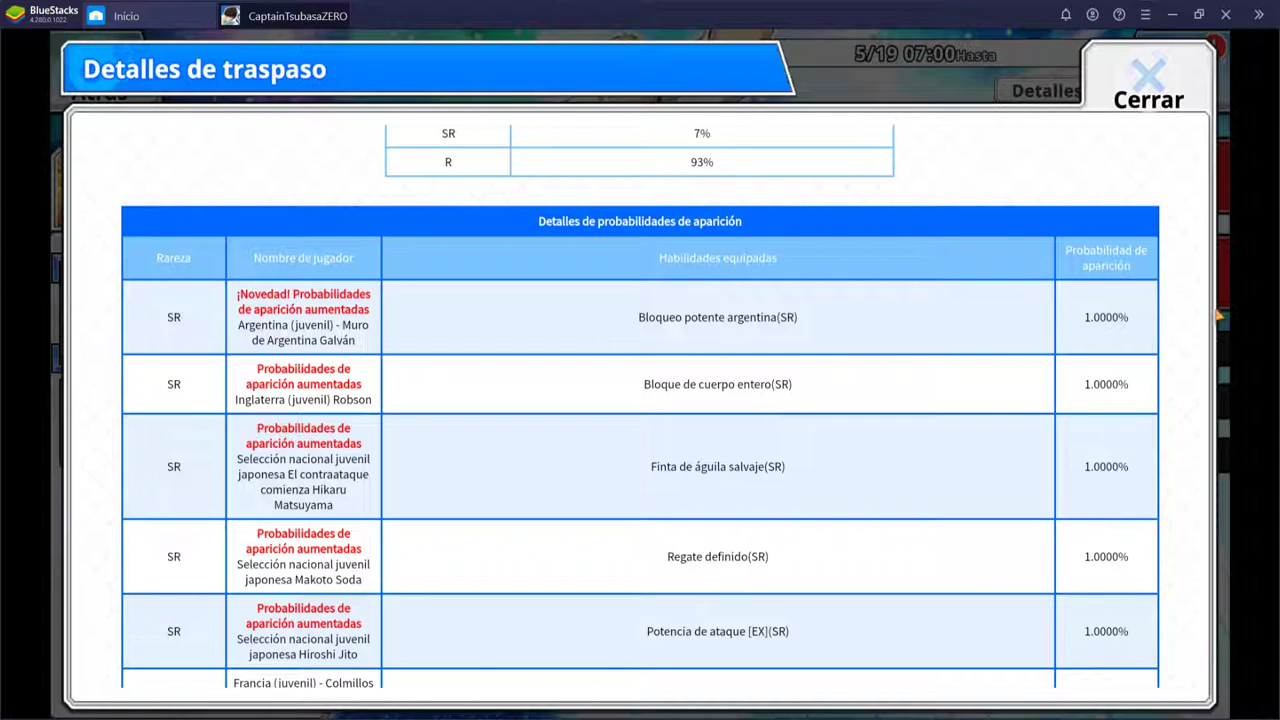 BlueStacks
4.280.0.1022
Inicio
CaptainTsubasaZERO
Detalles de traspaso
5/19 07:00Hasta
Cerrar
Atrás
Detalles
SR 7%
R 93%
Detalles de probabilidades de aparición
Rareza
Nombre de jugador
Habilidades equipadas
Probabilidad de
aparición
SR
¡Novedad! Probabilidades
de aparición aumentadas
Argentina (juvenil) - Muro
de Argentina Galván
Bloqueo potente argentina(SR)
1.0000%
SR
Probabilidades de
aparición aumentadas
Inglaterra (juvenil) Robson
Bloque de cuerpo entero(SR)
1.0000%
SR
Probabilidades de
aparición aumentadas
Selección nacional juvenil
japonesa El contraataque
comienza Hikaru
Matsuyama
Finta de águila salvaje(SR)
1.0000%
SR
Probabilidades de
aparición aumentadas
Selección nacional juvenil
japonesa Makoto Soda
Regate definido(SR)
1.0000%
SR
Probabilidades de
aparición aumentadas
Selección nacional juvenil
japonesa Hiroshi Jito
Potencia de ataque [EX](SR)
1.0000%
Francia (juvenil) - Colmillos